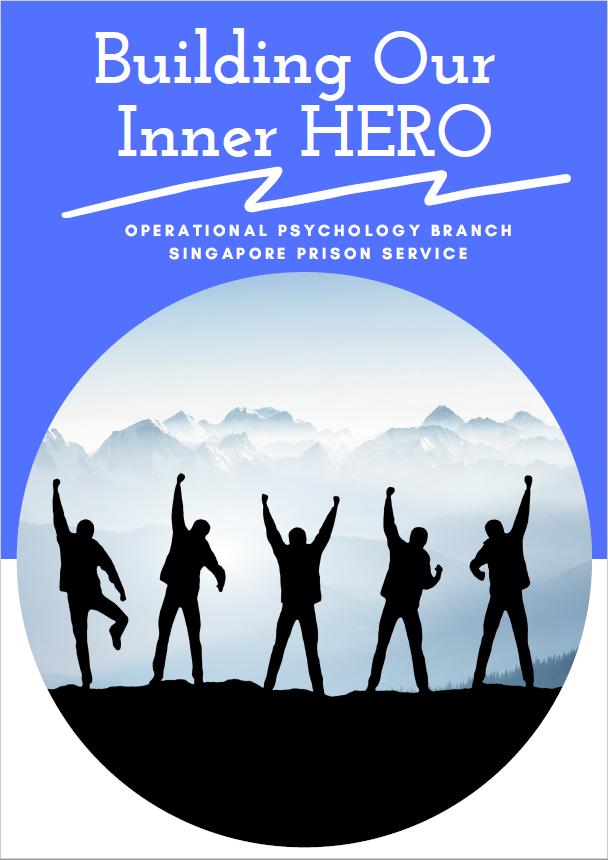 Building Our
Inner HERO
OPERATIONAL PSYCHOLOGY BRANCH
SINGAPORE PRISON SERVICE